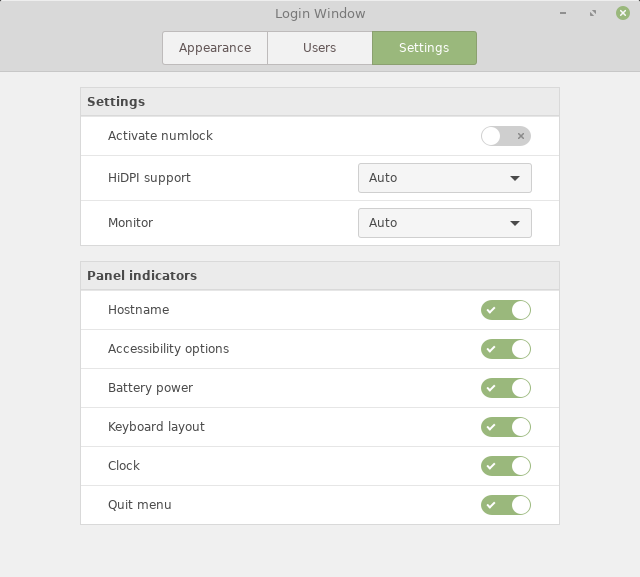 Login Window
Appearance Users Settings
Settings
Activate numlock
HiDPI support Auto
Monitor Auto
Panel indicators
Hostname
Accessibility options
Battery power
Keyboard layout
Clock
Quit menu